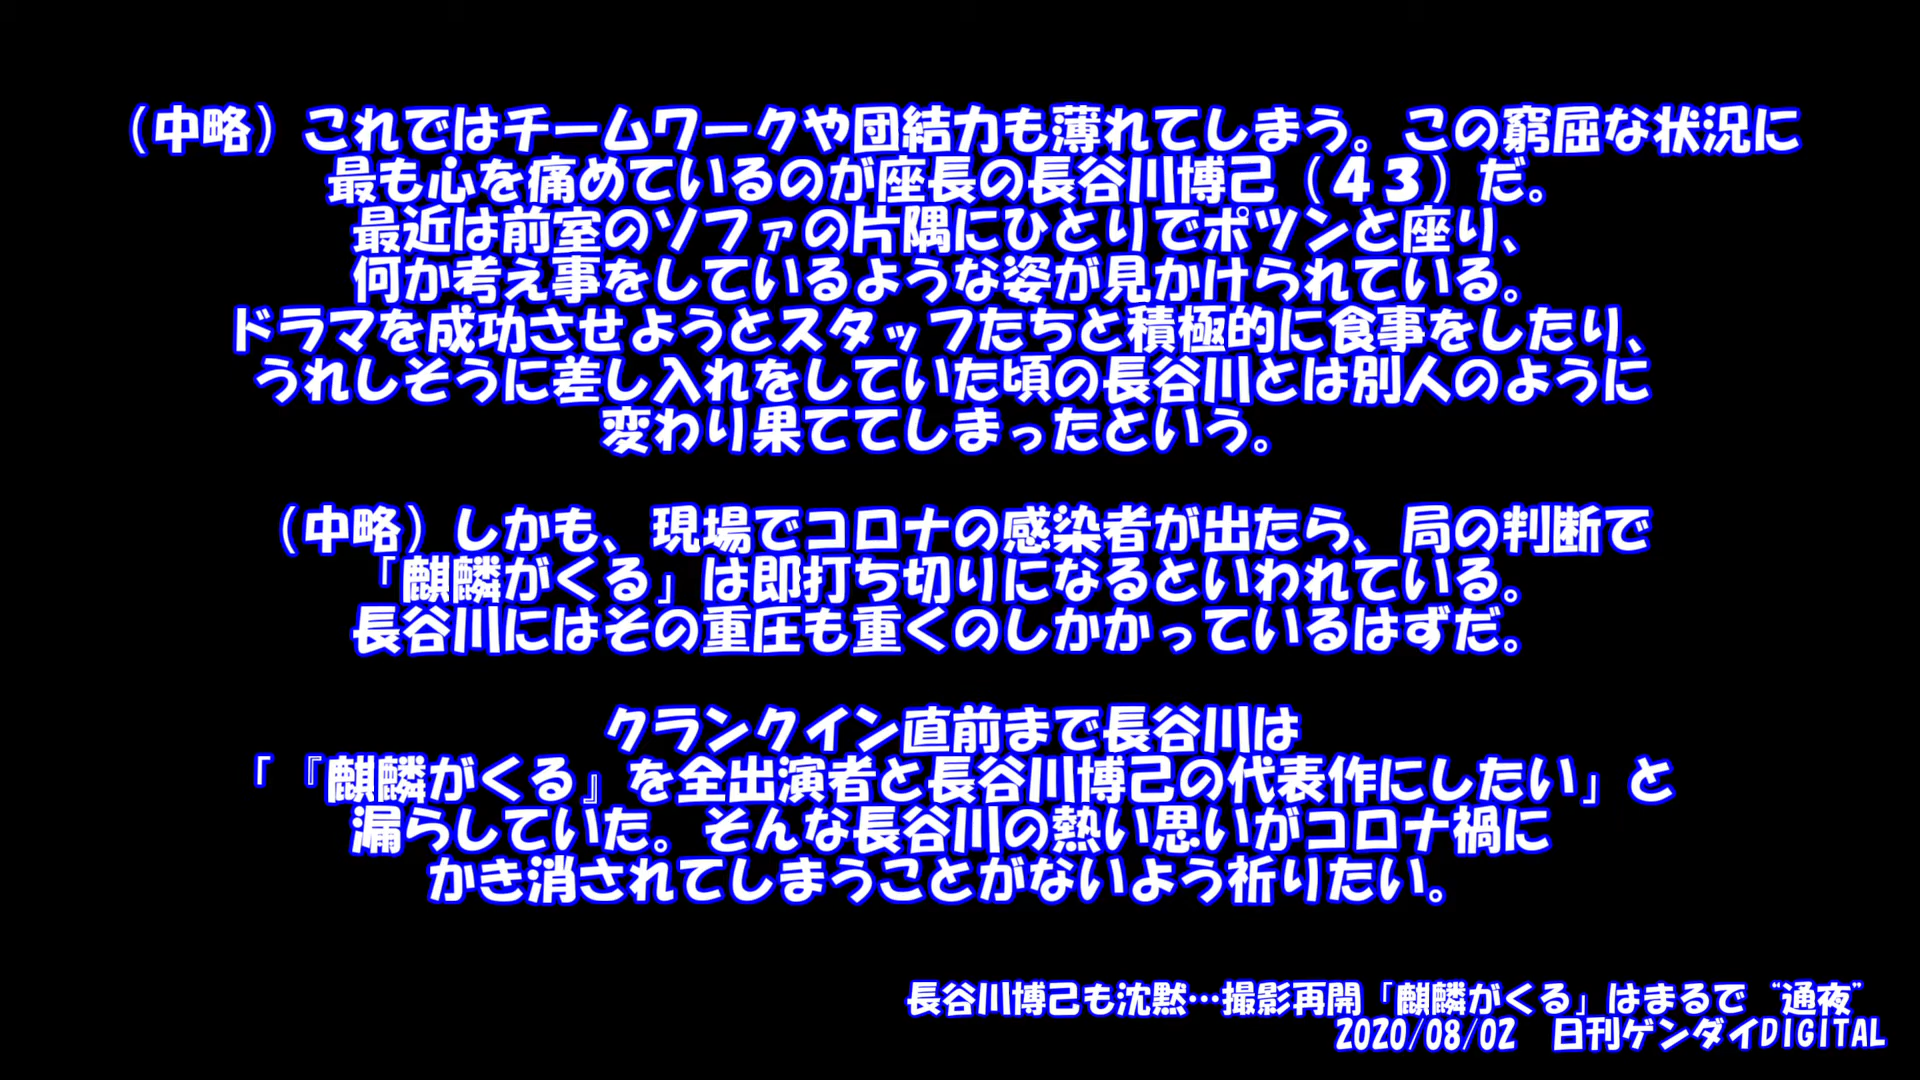 （中略）これではチームワークや団結力も薄れてしまう。この窮屈な状況に
最も心を痛めているのが座長の長谷川博己（４３）だ。
最近は前室のソファの片隅にひとりでポツンと座り、
何か考え事をしているような姿が見かけられている。
ドラマを成功させようとスタッフたちと積極的に食事をしたり、
うれしそうに差し入れをしていた頃の長谷川とは別人のように
変わり果ててしまったという。
（中略）しかも、現場でコロナの感染者が出たら、局の判断で
「麒麟がくる」は即打ち切りになるといわれている。
長谷川にはその重圧も重くのしかかっているはずだ。
クランクイン直前まで長谷川は
「『麒麟がくる』を全出演者と長谷川博己の代表作にしたい」と
漏らしていた。そんな長谷川の熱い思いがコロナ禍に
かき消されてしまうことがないよう祈りたい。
長谷川博己も沈黙…撮影再開「麒麟がくる」はまるで“通夜”
2020/08/02　日刊ゲンダイDIGITAL